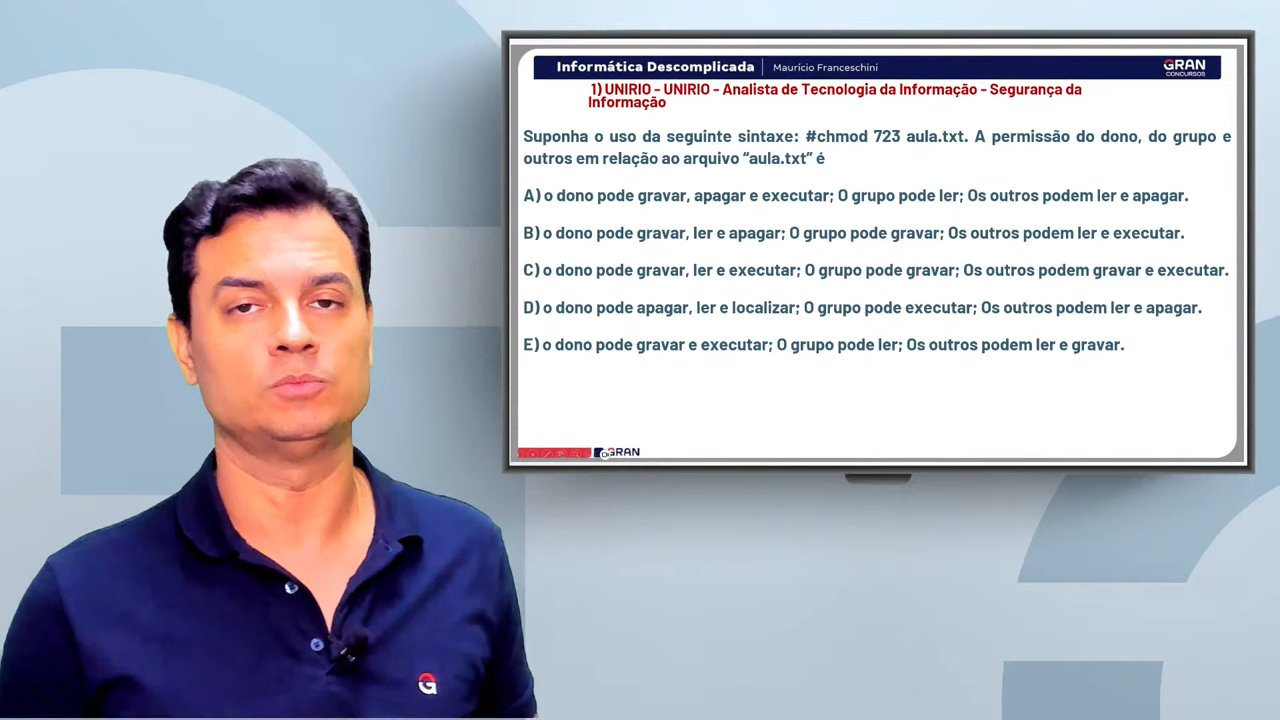 Informática Descomplicada | Maurício Franceschini
GRAN
CONCURSOS
1) UNIRIO - UNIRIO - Analista de Tecnologia da Informação - Segurança da
Informação
Suponha o uso da seguinte sintaxe: #chmod 723 aula.txt. A permissão do dono, do grupo e
outros em relação ao arquivo “aula.txt” é
A) o dono pode gravar, apagar e executar; O grupo pode ler; Os outros podem ler e apagar.
B) o dono pode gravar, ler e apagar; O grupo pode gravar; Os outros podem ler e executar.
C) o dono pode gravar, ler e executar; O grupo pode gravar; Os outros podem gravar e executar.
D) o dono pode apagar, ler e localizar; O grupo pode executar; Os outros podem ler e apagar.
E) o dono pode gravar e executar; O grupo pode ler; Os outros podem ler e gravar.
GRAN